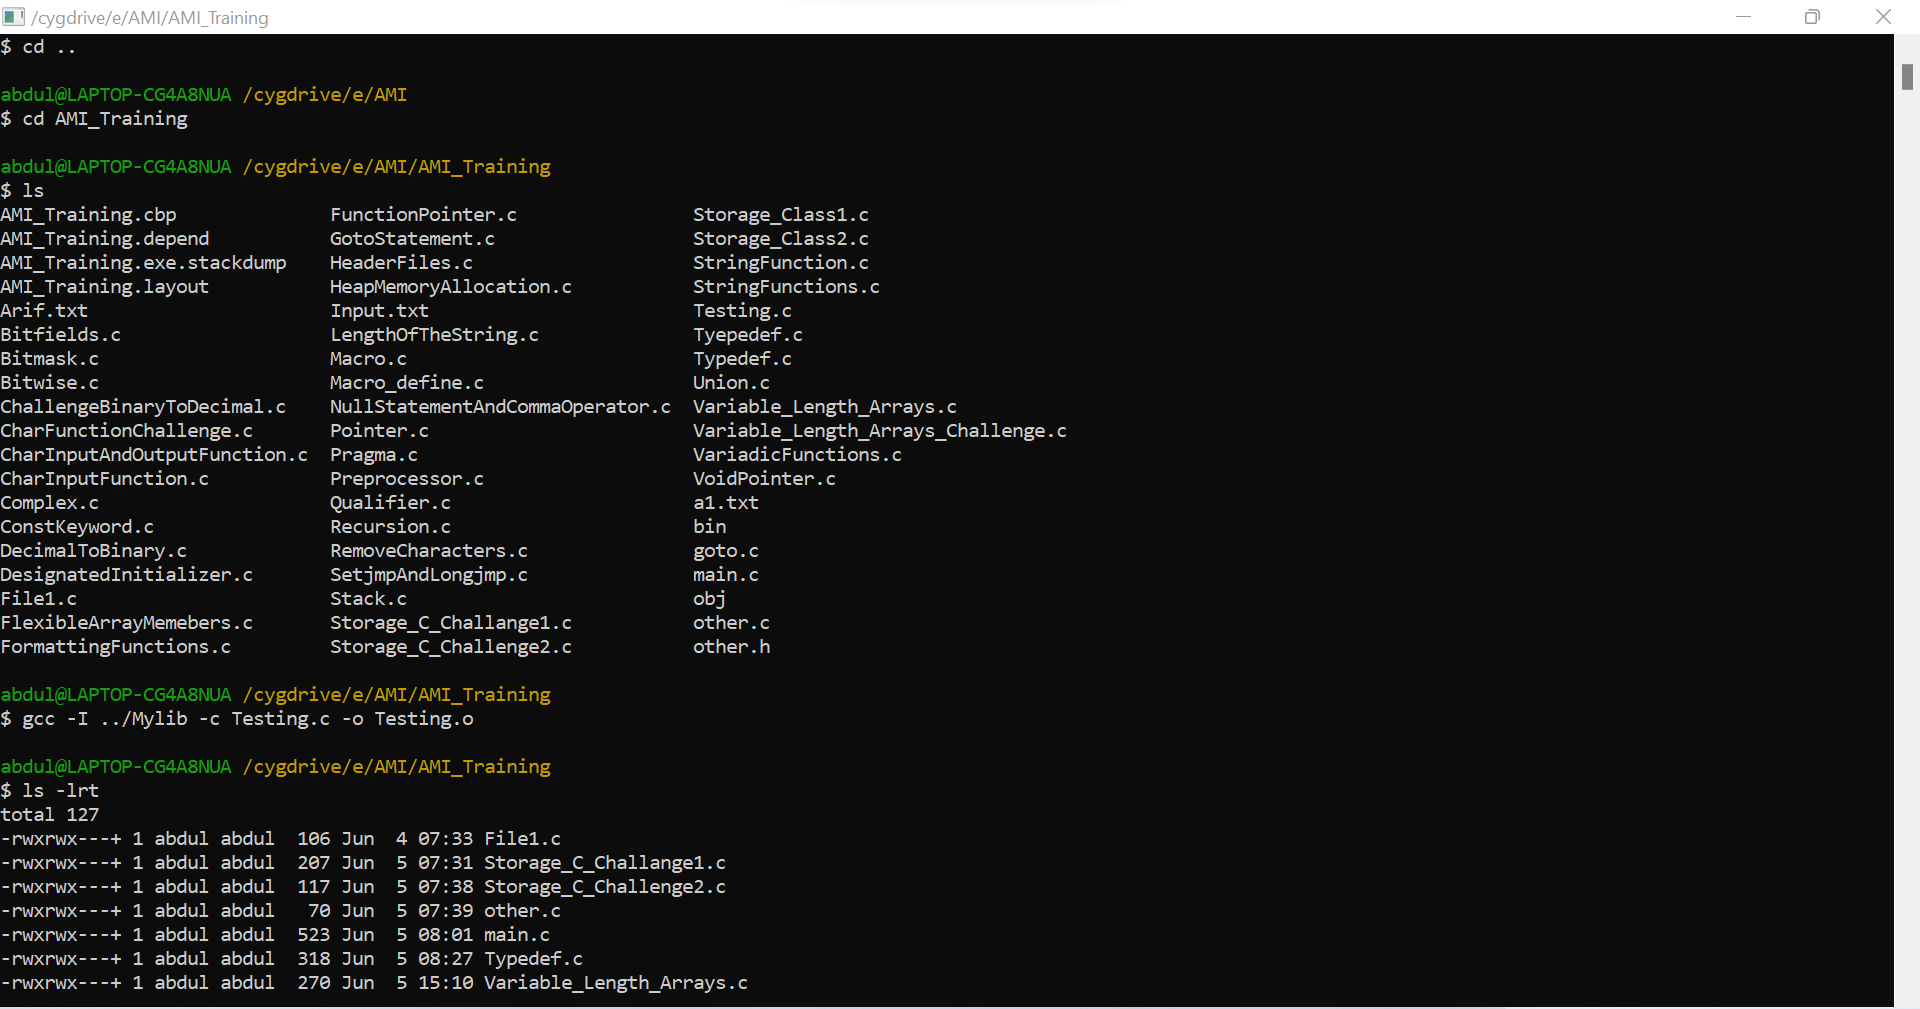 /cygdrive/e/AMI/AMI_Training
$ cd ..
abdul@LAPTOP-CG4A8NUA /cygdrive/e/AMI
$ cd AMI_Training
abdul@LAPTOP-CG4A8NUA /cygdrive/e/AMI/AMI_Training
$ ls
AMI_Training.cbp FunctionPointer.c Storage_Class1.c
AMI_Training.depend GotoStatement.c Storage_Class2.c
AMI_Training.exe.stackdump HeaderFiles.c StringFunction.c
AMI_Training.layout HeapMemoryAllocation.c StringFunctions.c
Arif.txt Input.txt Testing.c
Bitfields.c LengthOfTheString.c Tyepedef.c
Bitmask.c Macro.c Typedef.c
Bitwise.c Macro_define.c Union.c
ChallengeBinaryToDecimal.c NullStatementAndCommaOperator.c Variable_Length_Arrays.c
CharFunctionChallenge.c Pointer.c Variable_Length_Arrays_Challenge.c
CharInputAndOutputFunction.c Pragma.c VariadicFunctions.c
CharInputFunction.c Preprocessor.c VoidPointer.c
Complex.c Qualifier.c a1.txt
ConstKeyword.c Recursion.c bin
DecimalToBinary.c RemoveCharacters.c goto.c
DesignatedInitializer.c SetjmpAndLongjmp.c main.c
File1.c Stack.c obj
FlexibleArrayMemebers.c Storage_C_Challange1.c other.c
FormattingFunctions.c Storage_C_Challenge2.c other.h
abdul@LAPTOP-CG4A8NUA /cygdrive/e/AMI/AMI_Training
$ gcc -I ../Mylib -c Testing.c -o Testing.o
abdul@LAPTOP-CG4A8NUA /cygdrive/e/AMI/AMI_Training
$ ls -lrt
total 127
-rwxrwx---+ 1 abdul abdul 106 Jun 4 07:33 File1.c
-rwxrwx---+ 1 abdul abdul 207 Jun 5 07:31 Storage_C_Challange1.c
-rwxrwx---+ 1 abdul abdul 117 Jun 5 07:38 Storage_C_Challenge2.c
-rwxrwx---+ 1 abdul abdul 70 Jun 5 07:39 other.c
-rwxrwx---+ 1 abdul abdul 523 Jun 5 08:01 main.c
-rwxrwx---+ 1 abdul abdul 318 Jun 5 08:27 Typedef.c
-rwxrwx---+ 1 abdul abdul 270 Jun 5 15:10 Variable_Length_Arrays.c